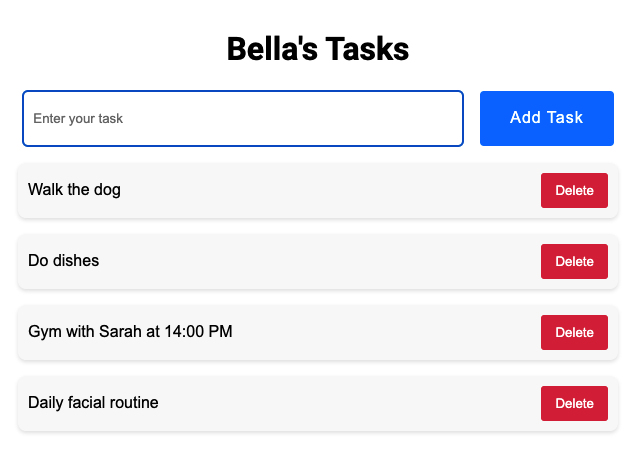 Bella's Tasks
Enter your task
Add Task
Walk the dog
Delete
Do dishes
Delete
Gym with Sarah at 14:00 PM
Delete
Daily facial routine
Delete